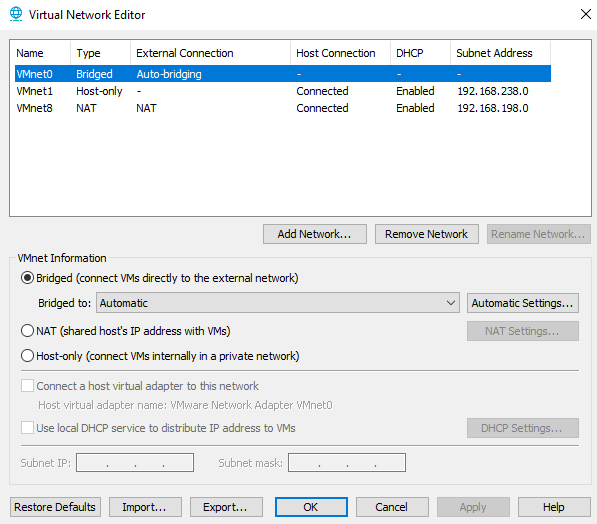 Virtual Network Editor
Name Type External Connection Host Connection DHCP Subnet Address
VMnet0 Bridged Auto-bridging - - -
VMnet1 Host-only - Connected Enabled 192.168.238.0
VMnet8 NAT NAT Connected Enabled 192.168.198.0
Add Network... Remove Network Rename Network...
VMnet Information
Bridged (connect VMs directly to the external network)
Bridged to: Automatic Automatic Settings...
NAT (shared host's IP address with VMs) NAT Settings...
Host-only (connect VMs internally in a private network)
Connect a host virtual adapter to this network
Host virtual adapter name: VMware Network Adapter VMnet0
Use local DHCP service to distribute IP address to VMs DHCP Settings...
Subnet IP: . . . Subnet mask: . . .
Restore Defaults Import... Export... OK Cancel Apply Help